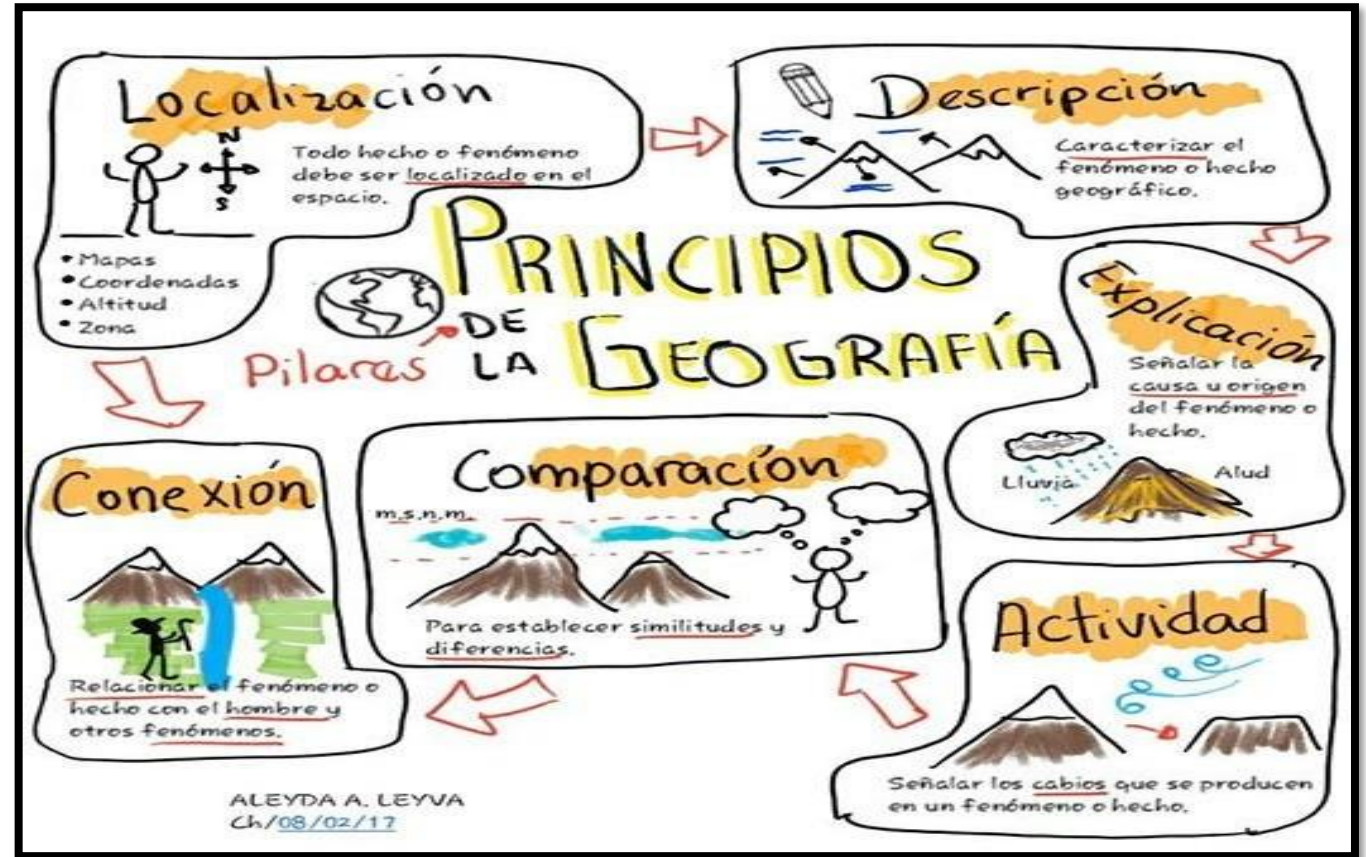 Localización
N
S
Todo hecho o fenómeno
debe ser localizado en el
espacio.
• Mapas
• Coordenadas
• Altitud
• Zona
Descripción
Caracterizar el
fenómeno o hecho
geográfico.
PRINCIPIOS
DE
LA GEOGRAFÍA
Pilares
Explicación
Señalar la
causa u origen
del fenómeno o
hecho.
Lluvia
Alud
Actividad
Señalar los cabios que se producen
en un fenómeno o hecho.
Comparación
m.s.n.m.
Para establecer similitudes y
diferencias.
Conexión
Relacionar el fenómeno o
hecho con el hombre y
otros fenómenos.
ALEYDA A. LEYVA
Ch/08/02/17